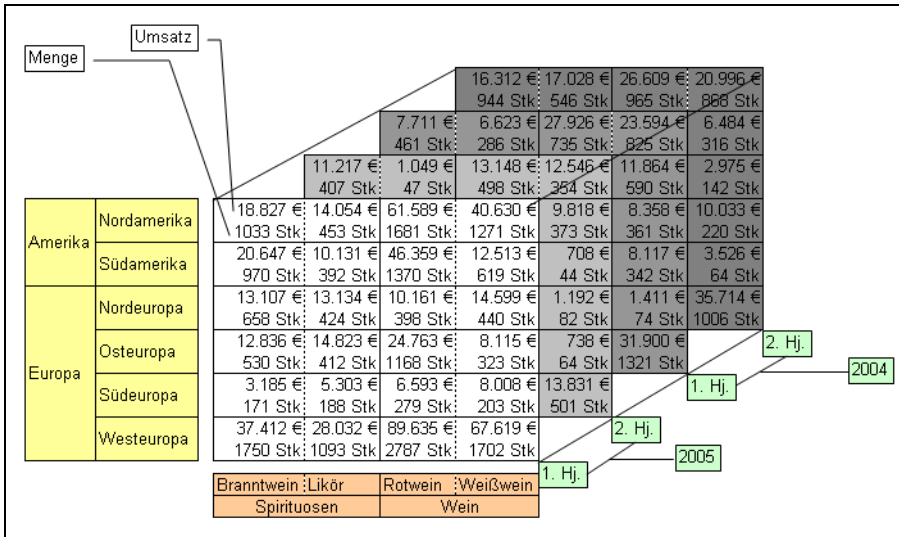 Umsatz
Menge
16.312 € 17.028 € 26.609 € 20.996 €
944 Stk 546 Stk 965 Stk 868 Stk
7.711 € 6.623 € 27.926 € 23.594 € 6.484 €
461 Stk 286 Stk 735 Stk 825 Stk 316 Stk
11.217 € 1.049 € 13.148 € 12.546 € 11.864 € 2.975 €
407 Stk 47 Stk 498 Stk 354 Stk 590 Stk 142 Stk
Amerika
Nordamerika
18.827 € 14.054 € 61.589 € 40.630 € 9.818 € 8.358 € 10.033 €
1033 Stk 453 Stk 1681 Stk 1271 Stk 373 Stk 361 Stk 220 Stk
Südamerika
20.647 € 10.131 € 46.359 € 12.513 € 708 € 8.117 € 3.526 €
970 Stk 392 Stk 1370 Stk 619 Stk 44 Stk 342 Stk 64 Stk
Europa
Nordeuropa
13.107 € 13.134 € 10.161 € 14.599 € 1.192 € 1.411 € 35.714 €
658 Stk 424 Stk 398 Stk 440 Stk 82 Stk 74 Stk 1006 Stk
Osteuropa
12.836 € 14.823 € 24.763 € 8.115 € 738 € 31.900 €
530 Stk 412 Stk 1168 Stk 323 Stk 64 Stk 1321 Stk
Südeuropa
3.185 € 5.303 € 6.593 € 8.008 € 13.831 €
171 Stk 188 Stk 279 Stk 203 Stk 501 Stk
Westeuropa
37.412 € 28.032 € 89.635 € 67.619 €
1750 Stk 1093 Stk 2787 Stk 1702 Stk
2. Hj.
2004
1. Hj.
2. Hj.
2005
1. Hj.
Branntwein Likör Rotwein Weißwein
Spirituosen Wein